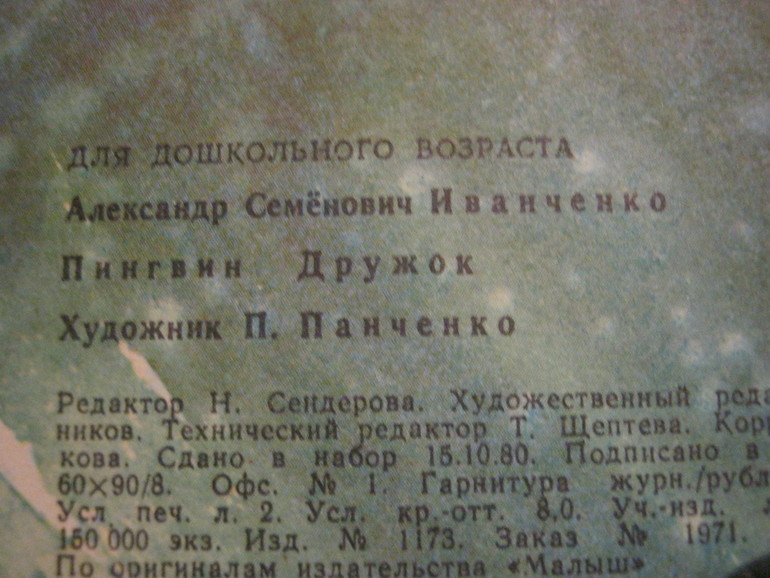 ДЛЯ ДОШКОЛЬНОГО ВОЗРАСТА
Александр Семёнович Иванченко
Пингвин Дружок
Художник П. Панченко
Редактор Н. Сендерова. Художественный реда
ников. Технический редактор Т. Щептева. Кор
кова. Сдано в набор 15.10.80. Подписано в
60×90/8. Офс. № 1. Гарнитура журн./рубл
Усл. печ. л. 2. Усл. кр.-отт. 8,0. Уч.-изд.
150 000 экз. Изд. № 1173. Заказ № 1971.
По оригиналам издательства «Малыш»